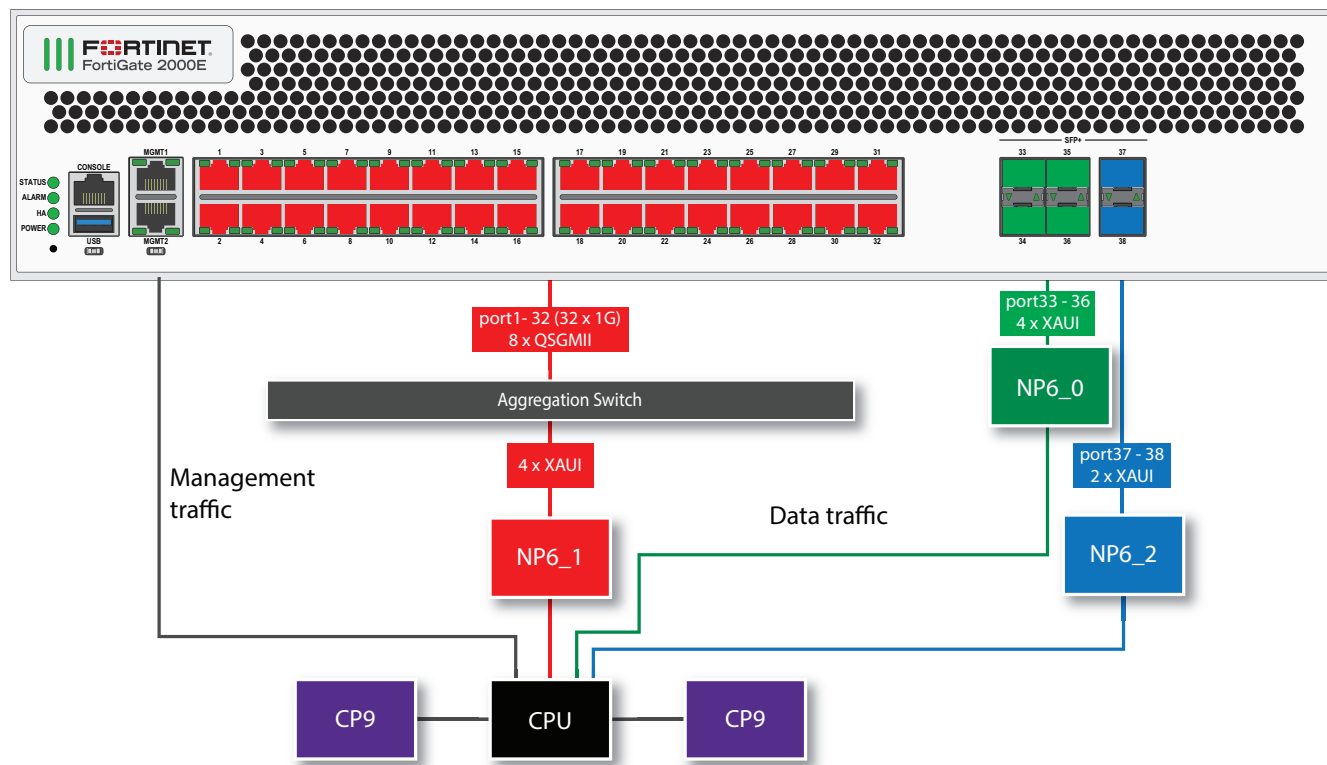 FORTINET
FortiGate 2000E
STATUS
ALARM
HA
POWER
CONSOLE
USB
MGMT1
MGMT2
1 3 5 7 9 11 13 15
2 4 6 8 10 12 14 16
17 19 21 23 25 27 29 31
18 20 22 24 26 28 30 32
SFP+
33 35 37
34 36 38
port1- 32 (32 x 1G)
8 x QSGMII
port33 - 36
4 x XAUI
Aggregation Switch
NP6_0
4 x XAUI
port37 - 38
2 x XAUI
Management
traffic
Data traffic
NP6_1
NP6_2
CP9
CPU
CP9